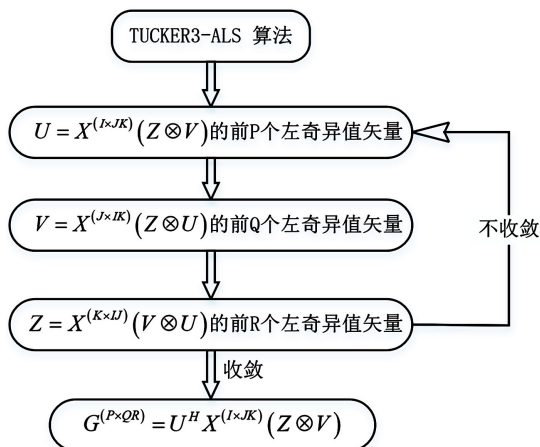 TUCKER3-ALS 算法
U = X^{(I×JK)}(Z⊗V)的前P个左奇异值矢量
V = X^{(J×IK)}(Z⊗U)的前Q个左奇异值矢量
不收敛
Z = X^{(K×IJ)}(V⊗U)的前R个左奇异值矢量
收敛
G^{(P×QR)} = U^H X^{(I×JK)}(Z⊗V)